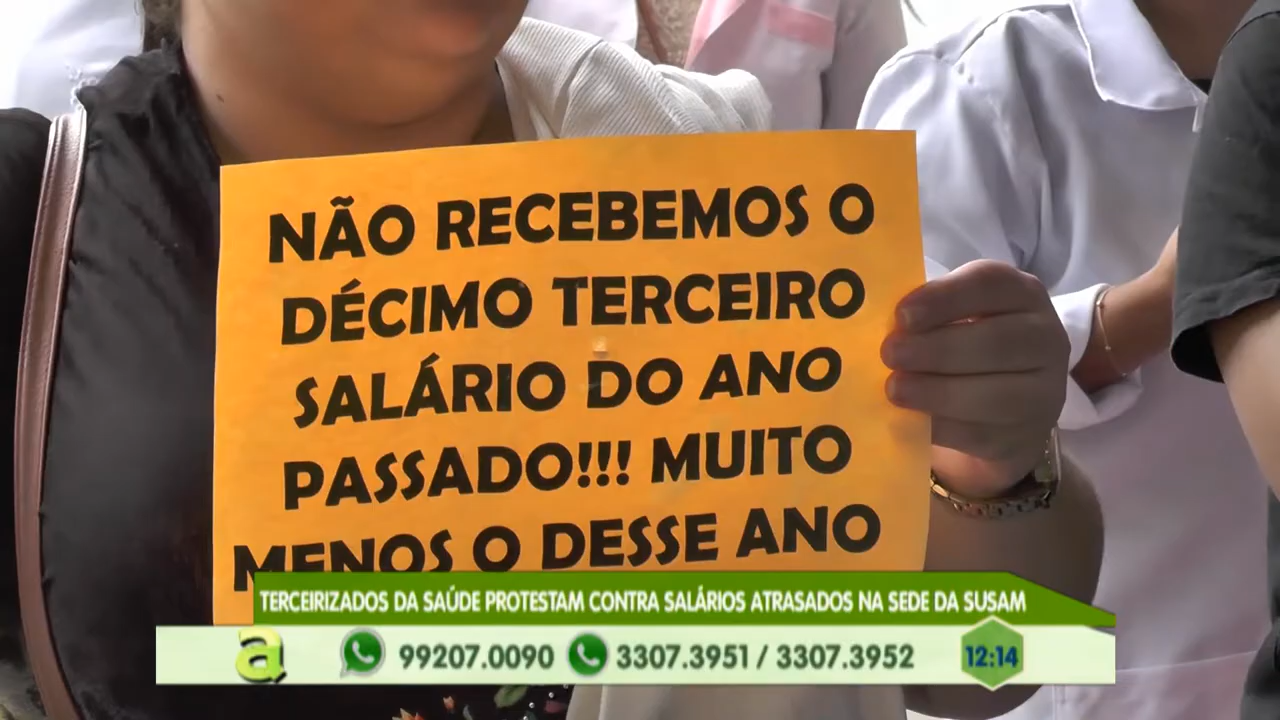 NÃO RECEBEMOS O
DÉCIMO TERCEIRO
SALÁRIO DO ANO
PASSADO!!! MUITO
MENOS O DESSE ANO
TERCEIRIZADOS DA SAÚDE PROTESTAM CONTRA SALÁRIOS ATRASADOS NA SEDE DA SUSAM
a 99207.0090 3307.3951 / 3307.3952 12:14